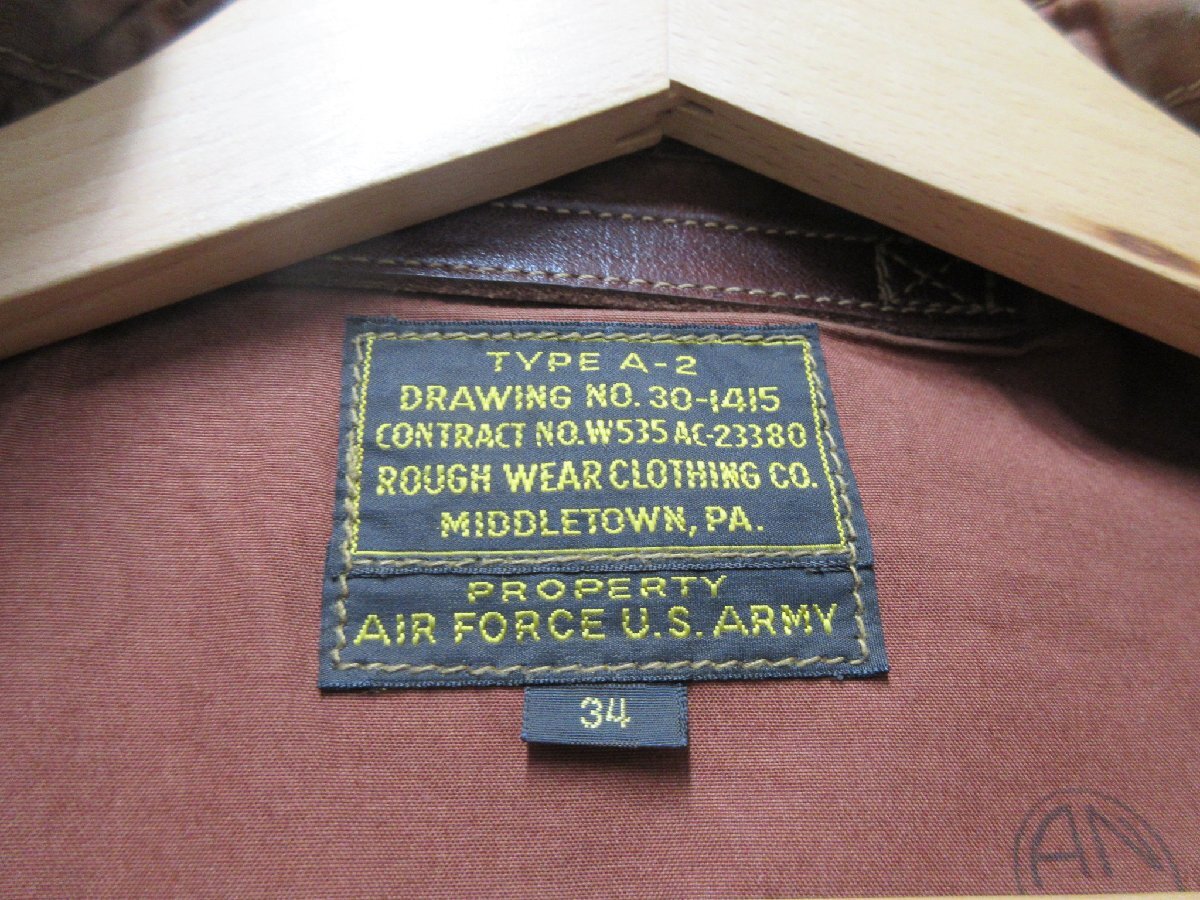 TYPE A-2
DRAWING NO. 30-1415
CONTRACT NO. W535 AC-23380
ROUGH WEAR CLOTHING CO.
MIDDLETOWN, PA.
PROPERTY
AIR FORCE U.S. ARMY
34
AN